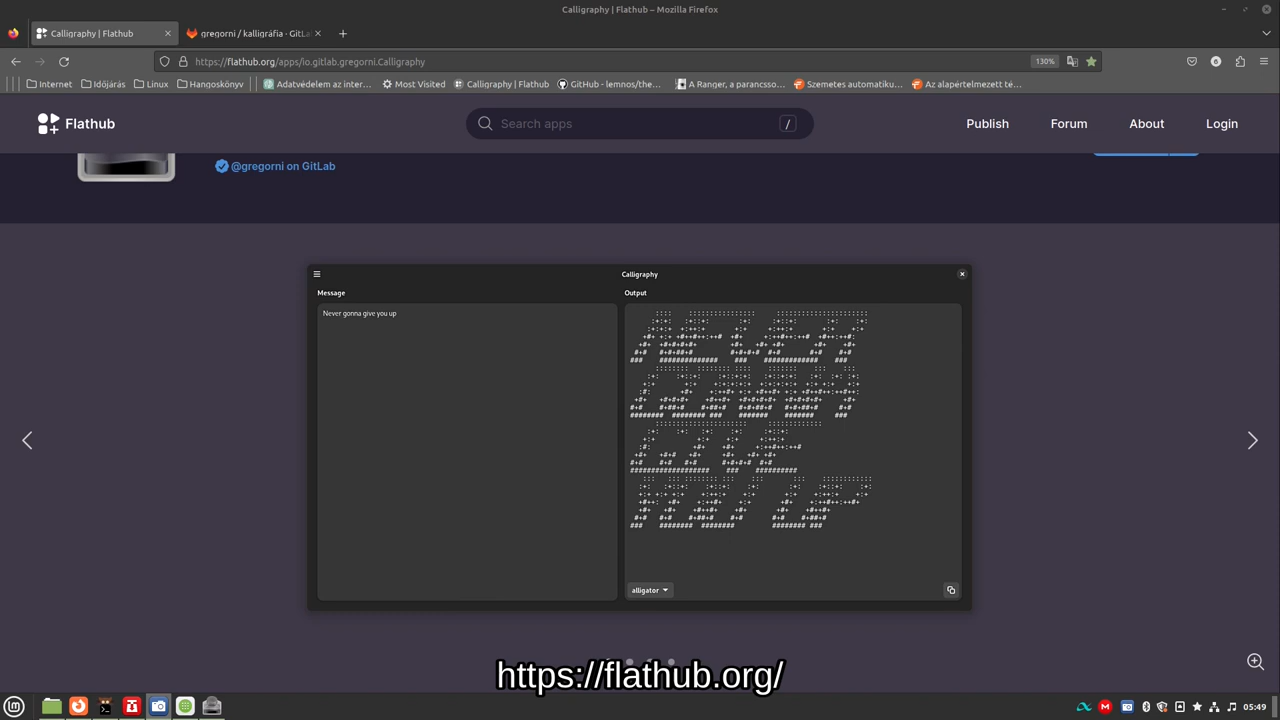 Calligraphy | Flathub — Mozilla Firefox
Calligraphy | Flathub
gregorni / kalligráfia · GitLa
https://flathub.org/apps/io.gitlab.gregorni.Calligraphy
130%
Internet
Időjárás
Linux
Hangoskönyv
Adatvédelem az inter…
Most Visited
Calligraphy | Flathub
GitHub - lemnos/the…
A Ranger, a parancsso…
Szemetes automatiku…
Az alapértelmezett té…
Flathub
Search apps
/
Publish
Forum
About
Login
@gregorni on GitLab
Calligraphy
Message
Output
Never gonna give you up
alligator
https://flathub.org/
05:49